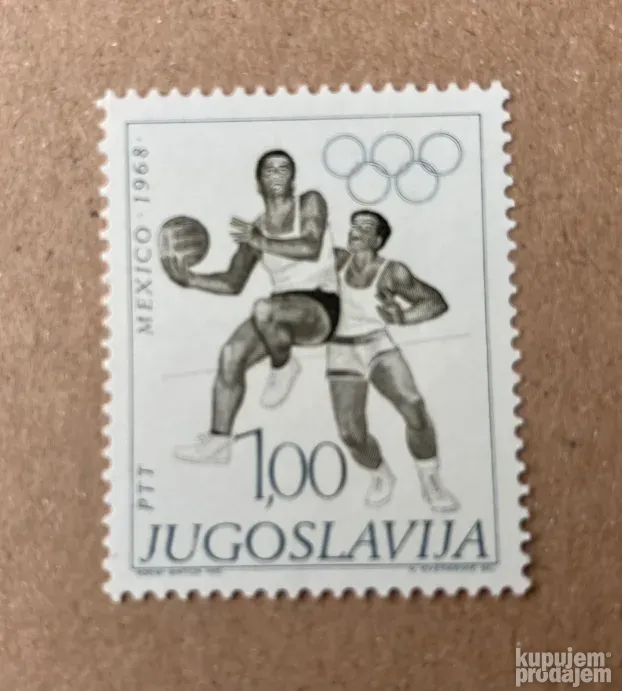 MEXICO · 1968 ·
PTT
1,00
JUGOSLAVIJA
kupujem
prodajem